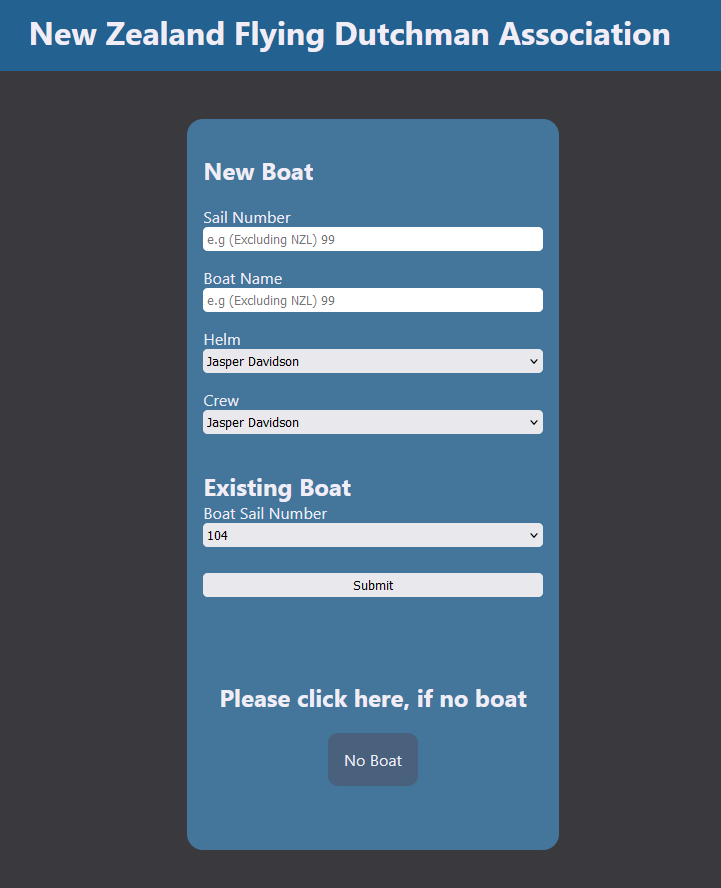 New Zealand Flying Dutchman Association
New Boat
Sail Number
e.g (Excluding NZL) 99
Boat Name
e.g (Excluding NZL) 99
Helm
Jasper Davidson
Crew
Jasper Davidson
Existing Boat
Boat Sail Number
104
Submit
Please click here, if no boat
No Boat